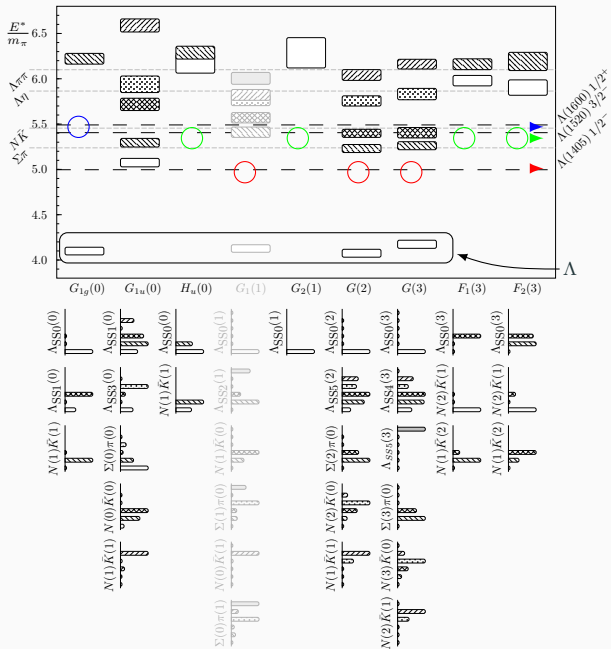 E*
m_π
6.5
6.0
5.5
5.0
4.5
4.0
Λππ
Λη
NK̄
Σπ
Λ(1600) 1/2⁺
Λ(1520) 3/2⁻
Λ(1405) 1/2⁻
Λ
G₁g(0) G₁u(0) Hu(0) G₁(1) G₂(1) G(2) G(3) F₁(3) F₂(3)
ΛSS0(0) ΛSS1(0) ΛSS0(0) ΛSS0(1) ΛSS0(1) ΛSS0(2) ΛSS0(3) ΛSS0(3) ΛSS0(3)
ΛSS1(0) ΛSS3(0) N(1)K̄(1) ΛSS2(1) ΛSS5(2) ΛSS4(3) N(2)K̄(1) N(2)K̄(1)
N(1)K̄(1) Σ(0)π(0) N(1)K̄(0) Σ(2)π(0) ΛSS5(3) N(1)K̄(2) N(1)K̄(2)
N(0)K̄(0) Σ(1)π(0) N(2)K̄(0) Σ(3)π(0)
N(1)K̄(1) N(0)K̄(1) N(1)K̄(1) N(3)K̄(0)
Σ(0)π(1) N(2)K̄(1)